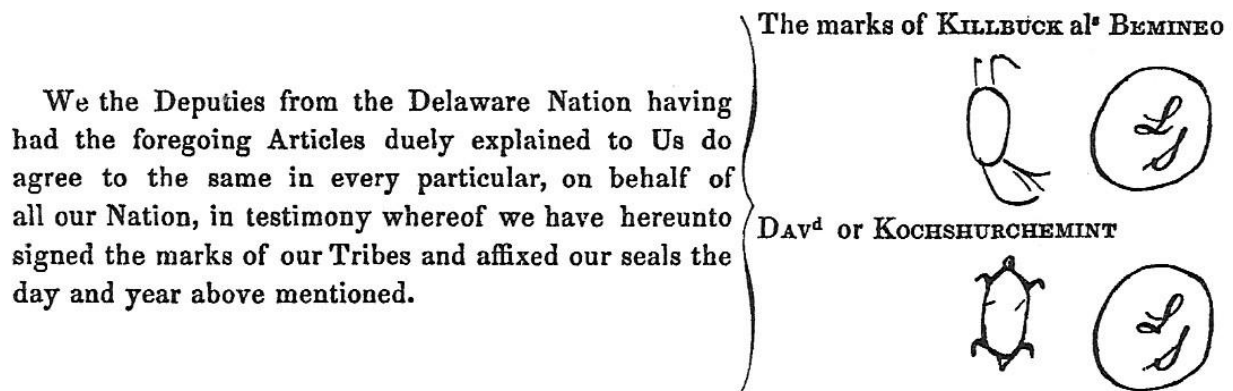 The marks of KILLBUCK alˢ BEMINEO
We the Deputies from the Delaware Nation having
had the foregoing Articles duely explained to Us do
agree to the same in every particular, on behalf of
all our Nation, in testimony whereof we have hereunto
signed the marks of our Tribes and affixed our seals the
day and year above mentioned.
L
S
DAVᵈ or KOCHSHURCHEMINT
L
S